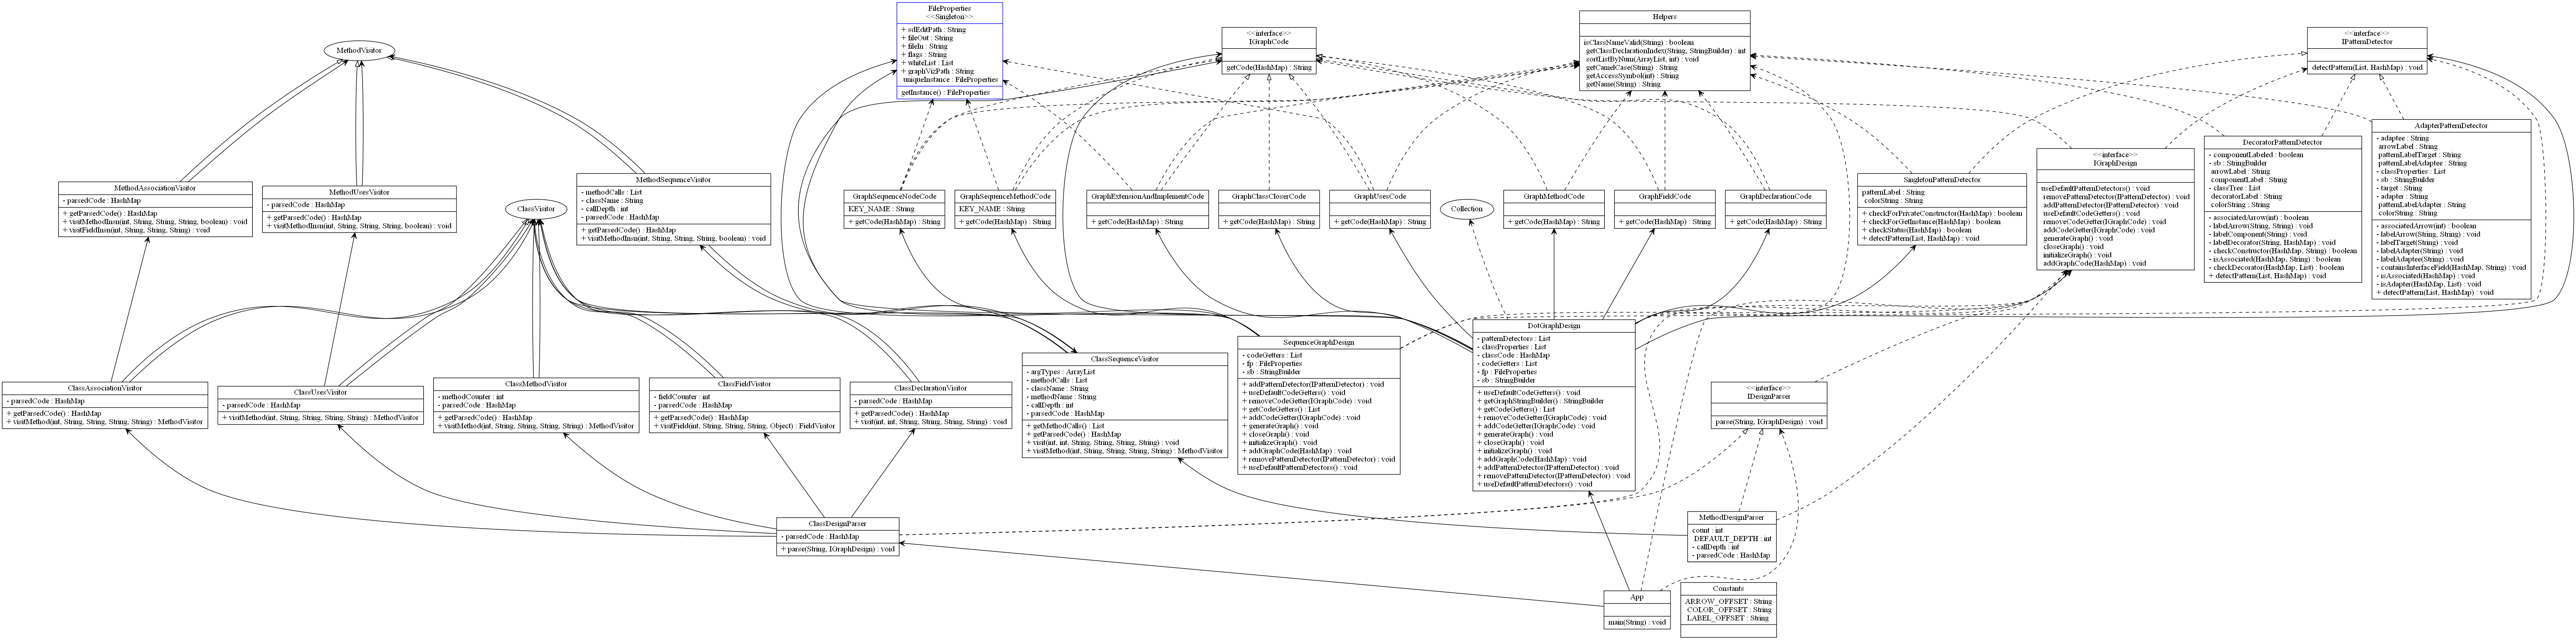 FileProperties
<<Singleton>>
+ sdEditPath : String
+ fileOut : String
+ fileIn : String
+ flags : String
+ whiteList : List
+ graphVizPath : String
uniqueInstance : FileProperties
getInstance() : FileProperties
<<interface>>
IGraphCode
getCode(HashMap) : String
Helpers
isClassNameValid(String) : boolean
getClassDeclarationIndex(String, StringBuilder) : int
sortListByNum(ArrayList, int) : void
getCamelCase(String) : String
getAccessSymbol(int) : String
getName(String) : String
<<interface>>
IPatternDetector
detectPattern(List, HashMap) : void
MethodVisitor
MethodAssociationVisitor
- parsedCode : HashMap
+ getParsedCode() : HashMap
+ visitMethodInsn(int, String, String, String, boolean) : void
+ visitFieldInsn(int, String, String, String) : void
MethodUsesVisitor
- parsedCode : HashMap
+ getParsedCode() : HashMap
+ visitMethodInsn(int, String, String, String, boolean) : void
MethodSequenceVisitor
- methodCalls : List
- className : String
- callDepth : int
- parsedCode : HashMap
+ getParsedCode() : HashMap
+ visitMethodInsn(int, String, String, String, boolean) : void
ClassVisitor
GraphSequenceNodeCode
KEY_NAME : String
+ getCode(HashMap) : String
GraphSequenceMethodCode
KEY_NAME : String
+ getCode(HashMap) : String
GraphExtensionAndImplementCode
+ getCode(HashMap) : String
GraphClassCloserCode
+ getCode(HashMap) : String
GraphUsesCode
+ getCode(HashMap) : String
Collection
GraphMethodCode
+ getCode(HashMap) : String
GraphFieldCode
+ getCode(HashMap) : String
GraphDeclarationCode
+ getCode(HashMap) : String
SingletonPatternDetector
patternLabel : String
colorString : String
+ checkForPrivateConstructor(HashMap) : boolean
+ checkForGetInstance(HashMap) : boolean
+ checkStatus(HashMap) : boolean
+ detectPattern(List, HashMap) : void
<<interface>>
IGraphDesign
useDefaultPatternDetectors() : void
removePatternDetector(IPatternDetector) : void
addPatternDetector(IPatternDetector) : void
useDefaultCodeGetters() : void
removeCodeGetter(IGraphCode) : void
addCodeGetter(IGraphCode) : void
generateGraph() : void
closeGraph() : void
initializeGraph() : void
addGraphCode(HashMap) : void
DecoratorPatternDetector
- componentLabeled : boolean
- sb : StringBuilder
arrowLabel : String
componentLabel : String
- classTree : List
decoratorLabel : String
colorString : String
- associatedArrow(int) : boolean
- labelArrow(String, String) : void
- labelComponent(String) : void
- labelDecorator(String, HashMap) : void
- checkConstructor(HashMap, String) : boolean
- isAssociated(HashMap, String) : boolean
- checkDecorator(HashMap, List) : boolean
+ detectPattern(List, HashMap) : void
AdapterPatternDetector
- adaptee : String
arrowLabel : String
patternLabelTarget : String
patternLabelAdaptee : String
- classProperties : List
- sb : StringBuilder
- target : String
- adapter : String
patternLabelAdapter : String
colorString : String
- associatedArrow(int) : boolean
- labelArrow(String, String) : void
- labelTarget(String) : void
- labelAdapter(String) : void
- labelAdaptee(String) : void
- containsInterfaceField(HashMap, String) : void
- isAssociated(HashMap) : void
- isAdapter(HashMap, List) : void
+ detectPattern(List, HashMap) : void
ClassAssociationVisitor
- parsedCode : HashMap
+ getParsedCode() : HashMap
+ visitMethod(int, String, String, String, String) : MethodVisitor
ClassUsesVisitor
- parsedCode : HashMap
+ visitMethod(int, String, String, String, String) : MethodVisitor
ClassMethodVisitor
- methodCounter : int
- parsedCode : HashMap
+ getParsedCode() : HashMap
+ visitMethod(int, String, String, String, String) : MethodVisitor
ClassFieldVisitor
- fieldCounter : int
- parsedCode : HashMap
+ getParsedCode() : HashMap
+ visitField(int, String, String, String, Object) : FieldVisitor
ClassDeclarationVisitor
- parsedCode : HashMap
+ getParsedCode() : HashMap
+ visit(int, int, String, String, String, String) : void
ClassSequenceVisitor
- argTypes : ArrayList
- methodCalls : List
- className : String
- methodName : String
- callDepth : int
- parsedCode : HashMap
+ getMethodCalls() : List
+ getParsedCode() : HashMap
+ visit(int, int, String, String, String, String) : void
+ visitMethod(int, String, String, String, String) : MethodVisitor
SequenceGraphDesign
- codeGetters : List
- fp : FileProperties
- sb : StringBuilder
+ addPatternDetector(IPatternDetector) : void
+ useDefaultCodeGetters() : void
+ removeCodeGetter(IGraphCode) : void
+ getCodeGetters() : List
+ addCodeGetter(IGraphCode) : void
+ generateGraph() : void
+ closeGraph() : void
+ initializeGraph() : void
+ addGraphCode(HashMap) : void
+ removePatternDetector(IPatternDetector) : void
+ useDefaultPatternDetectors() : void
DotGraphDesign
- patternDetectors : List
- classProperties : List
- classCode : HashMap
- codeGetters : List
- fp : FileProperties
- sb : StringBuilder
+ useDefaultCodeGetters() : void
+ getGraphStringBuilder() : StringBuilder
+ getCodeGetters() : List
+ removeCodeGetter(IGraphCode) : void
+ addCodeGetter(IGraphCode) : void
+ generateGraph() : void
+ closeGraph() : void
+ initializeGraph() : void
+ addGraphCode(HashMap) : void
+ addPatternDetector(IPatternDetector) : void
+ removePatternDetector(IPatternDetector) : void
+ useDefaultPatternDetectors() : void
<<interface>>
IDesignParser
parse(String, IGraphDesign) : void
ClassDesignParser
- parsedCode : HashMap
+ parse(String, IGraphDesign) : void
MethodDesignParser
count : int
DEFAULT_DEPTH : int
- callDepth : int
- parsedCode : HashMap
App
main(String) : void
Constants
ARROW_OFFSET : String
COLOR_OFFSET : String
LABEL_OFFSET : String